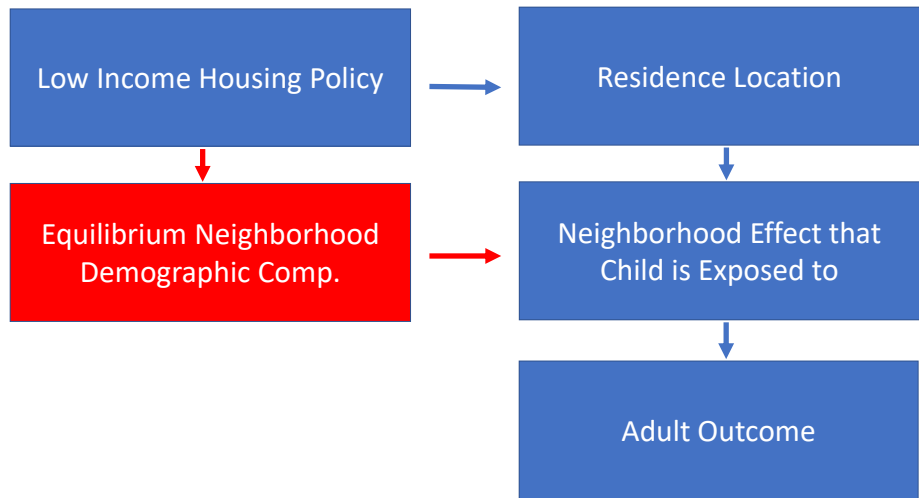 Low Income Housing Policy
Residence Location
Equilibrium Neighborhood
Demographic Comp.
Neighborhood Effect that
Child is Exposed to
Adult Outcome